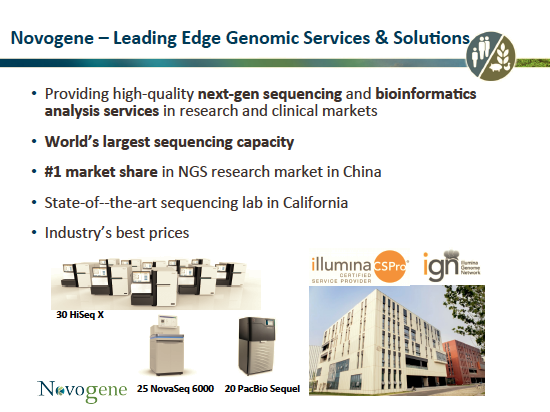 Novogene – Leading Edge Genomic Services & Solutions
• Providing high-quality next-gen sequencing and bioinformatics
analysis services in research and clinical markets
• World's largest sequencing capacity
• #1 market share in NGS research market in China
• State-of--the-art sequencing lab in California
• Industry's best prices
30 HiSeq X
illumina CSPro®
CERTIFIED
SERVICE PROVIDER
ign
Illumina
Genome
Network
25 NovaSeq 6000
20 PacBio Sequel
Novogene